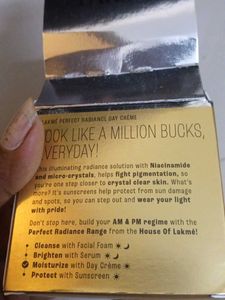 LAKMÉ PERFECT RADIANCE DAY CRÈME
LOOK LIKE A MILLION BUCKS,
EVERYDAY!
This illuminating radiance solution with Niacinamide
and micro-crystals, helps fight pigmentation, so
you're one step closer to crystal clear skin. What's
more? It's sunscreens help protect from sun damage
and spots, so you can step out and wear your light
with pride!
Don't stop here, build your AM & PM regime with the
Perfect Radiance Range from the House Of Lakmé!
Cleanse with Facial Foam
Brighten with Serum
Moisturize with Day Crème
Protect with Sunscreen